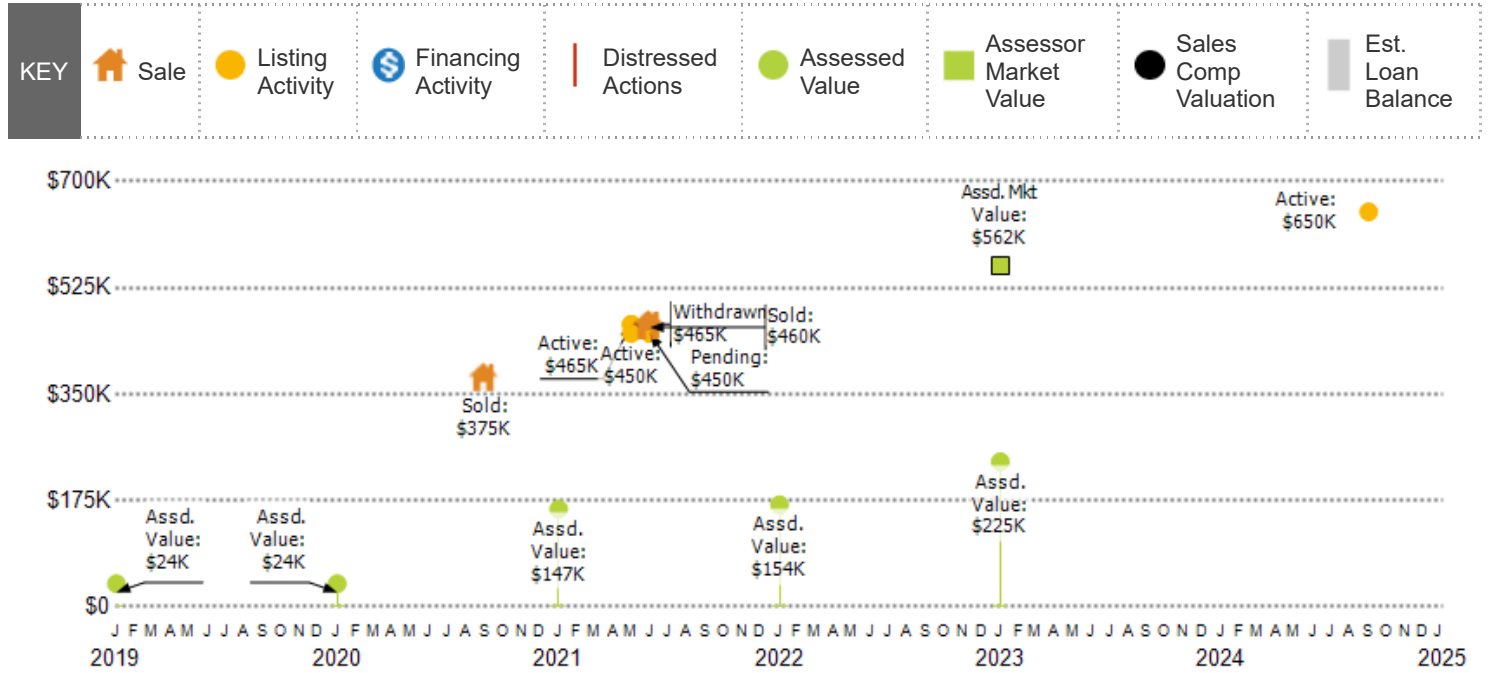 KEY
Sale
Listing
Activity
Financing
Activity
Distressed
Actions
Assessed
Value
Assessor
Market
Value
Sales
Comp
Valuation
Est.
Loan
Balance
$700K
Assd. Mkt
Value:
$562K
Active:
$650K
$525K
Withdrawn
$465K
Sold:
$460K
Active:
$465K
Active:
$450K
Pending:
$450K
$350K
Sold:
$375K
$175K
Assd.
Value:
$24K
Assd.
Value:
$24K
Assd.
Value:
$147K
Assd.
Value:
$154K
Assd.
Value:
$225K
$0
J F M A M J J A S O N D J F M A M J J A S O N D J F M A M J J A S O N D J F M A M J J A S O N D J F M A M J J A S O N D J F M A M J J A S O N D J
2019 2020 2021 2022 2023 2024 2025